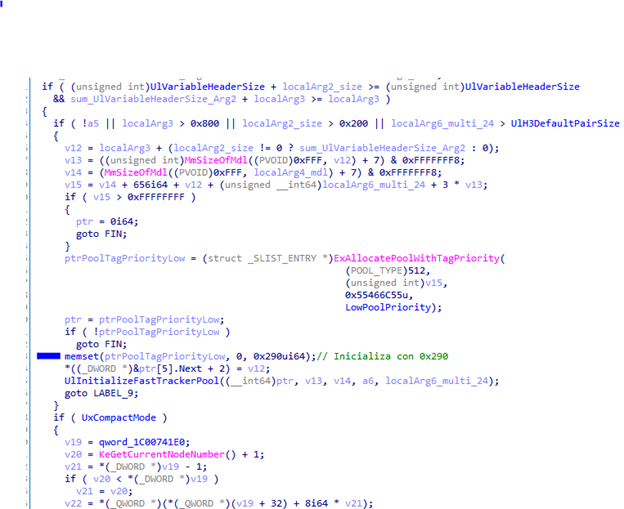 if ( (unsigned int)UlVariableHeaderSize + localArg2_size >= (unsigned int)UlVariableHeaderSize
&& sum_UlVariableHeaderSize_Arg2 + localArg3 >= localArg3 )
{
if ( !a5 || localArg3 > 0x800 || localArg2_size > 0x200 || localArg6_multi_24 > UlH3DefaultPairSize
{
v12 = localArg3 + (localArg2_size != 0 ? sum_UlVariableHeaderSize_Arg2 : 0);
v13 = ((unsigned int)MmSizeOfMdl((PVOID)0xFFF, v12) + 7) & 0xFFFFFFF8;
v14 = (MmSizeOfMdl((PVOID)0xFFF, localArg4_mdl) + 7) & 0xFFFFFFF8;
v15 = v14 + 656i64 + v12 + (unsigned __int64)localArg6_multi_24 + 3 * v13;
if ( v15 > 0xFFFFFFFF )
{
ptr = 0i64;
goto FIN;
}
ptrPoolTagPriorityLow = (struct _SLIST_ENTRY *)ExAllocatePoolWithTagPriority(
(POOL_TYPE)512,
(unsigned int)v15,
0x55466C55u,
LowPoolPriority);
ptr = ptrPoolTagPriorityLow;
if ( !ptrPoolTagPriorityLow )
goto FIN;
memset(ptrPoolTagPriorityLow, 0, 0x290ui64);// Inicializa con 0x290
*((_DWORD *)&ptr[5].Next + 2) = v12;
UlInitializeFastTrackerPool((__int64)ptr, v13, v14, a6, localArg6_multi_24);
goto LABEL_9;
}
if ( UxCompactMode )
{
v19 = qword_1C00741E0;
v20 = KeGetCurrentNodeNumber() + 1;
v21 = *(_DWORD *)v19 - 1;
if ( v20 < *(_DWORD *)v19 )
v21 = v20;
v22 = *(_QWORD *)(*(_QWORD *)(v19 + 32) + 8i64 * v21);